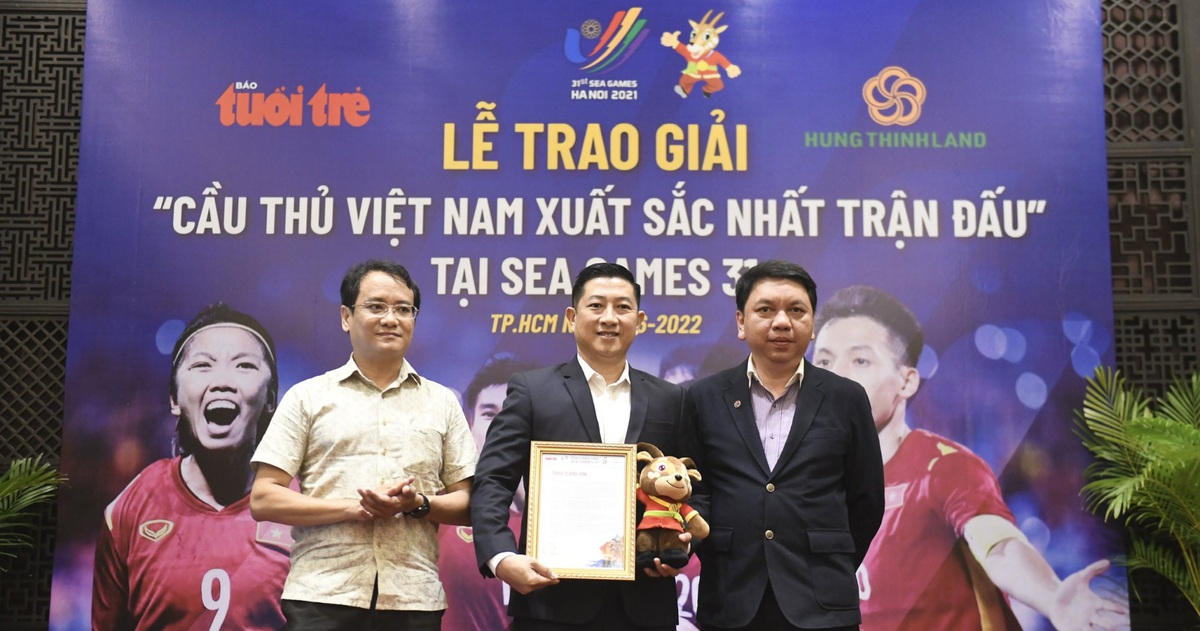 31ST SEA GAMES
HA NOI 2021
BÁO
tuổi trẻ
HUNG THINH LAND
LỄ TRAO GIẢI
“CẦU THỦ VIỆT NAM XUẤT SẮC NHẤT TRẬN ĐẤU”
TẠI SEA GAMES 31
TP.HCM -2022
9